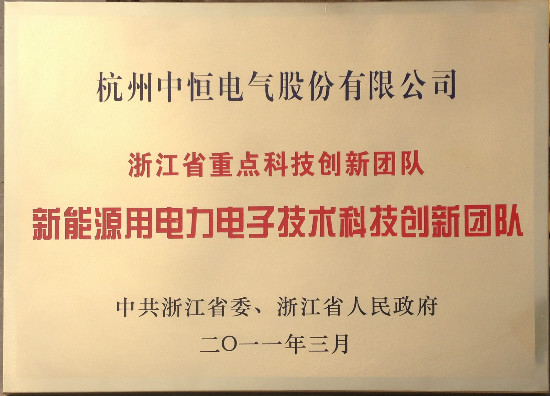 杭州中恒电气股份有限公司
浙江省重点科技创新团队
新能源用电力电子技术科技创新团队
中共浙江省委、浙江省人民政府
二〇一一年三月